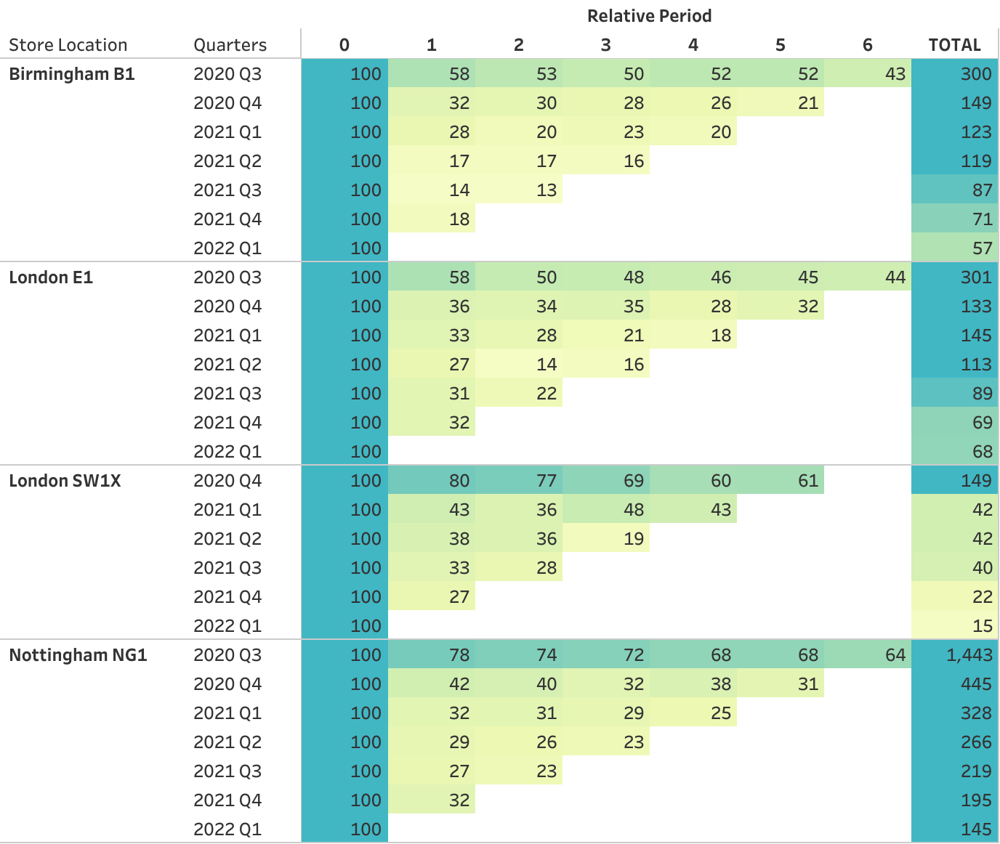 Relative Period
Store Location Quarters 0 1 2 3 4 5 6 TOTAL
Birmingham B1 2020 Q3 100 58 53 50 52 52 43 300
2020 Q4 100 32 30 28 26 21 149
2021 Q1 100 28 20 23 20 123
2021 Q2 100 17 17 16 119
2021 Q3 100 14 13 87
2021 Q4 100 18 71
2022 Q1 100 57
London E1 2020 Q3 100 58 50 48 46 45 44 301
2020 Q4 100 36 34 35 28 32 133
2021 Q1 100 33 28 21 18 145
2021 Q2 100 27 14 16 113
2021 Q3 100 31 22 89
2021 Q4 100 32 69
2022 Q1 100 68
London SW1X 2020 Q4 100 80 77 69 60 61 149
2021 Q1 100 43 36 48 43 42
2021 Q2 100 38 36 19 42
2021 Q3 100 33 28 40
2021 Q4 100 27 22
2022 Q1 100 15
Nottingham NG1 2020 Q3 100 78 74 72 68 68 64 1,443
2020 Q4 100 42 40 32 38 31 445
2021 Q1 100 32 31 29 25 328
2021 Q2 100 29 26 23 266
2021 Q3 100 27 23 219
2021 Q4 100 32 195
2022 Q1 100 145